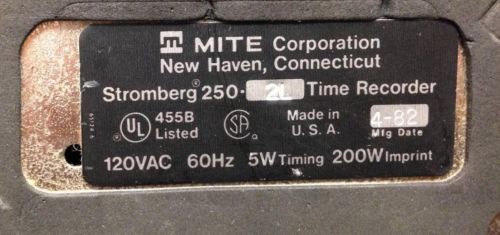 MITE Corporation
New Haven, Connecticut
Stromberg® 250- 2L Time Recorder
UL 455B Listed SA Made in U.S.A. 4-82 Mfg Date
120VAC 60Hz 5W Timing 200W Imprint